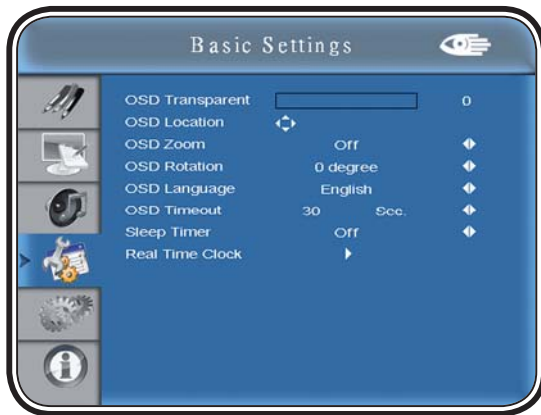 Basic Settings
OSD Transparent 0
OSD Location
OSD Zoom Off
OSD Rotation 0 degree
OSD Language English
OSD Timeout 30 Sec.
Sleep Timer Off
Real Time Clock